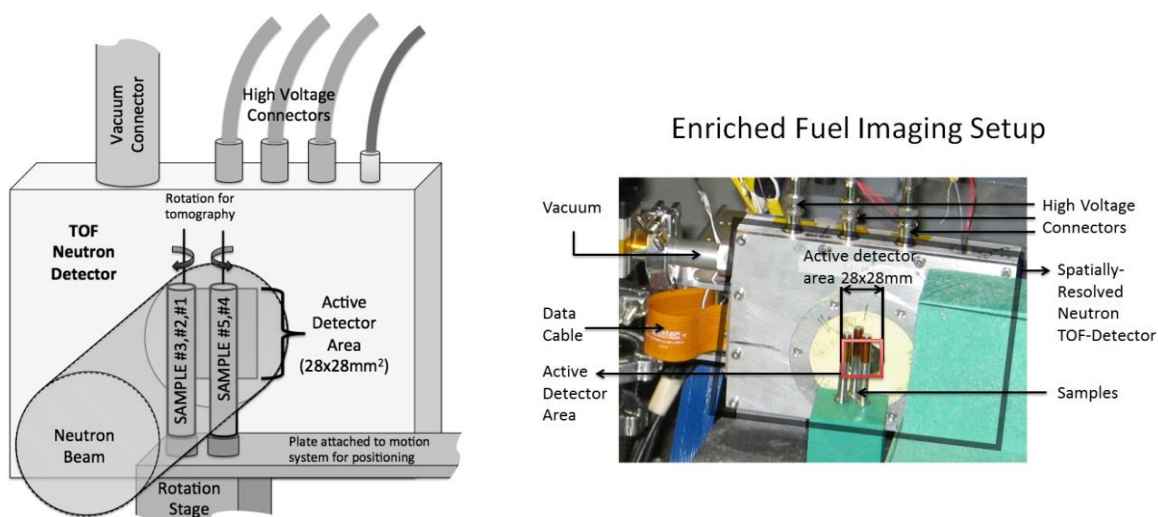 Vacuum
Connector
High Voltage
Connectors
Rotation for
tomography
TOF
Neutron
Detector
SAMPLE #3,#2,#1
SAMPLE #5,#4
Active
Detector
Area
(28x28mm²)
Neutron
Beam
Plate attached to motion
system for positioning
Rotation
Stage
Enriched Fuel Imaging Setup
Vacuum
High Voltage
Connectors
Active detector
area 28x28mm
Spatially-
Resolved
Neutron
TOF-Detector
Data
Cable
Active
Detector
Area
Samples